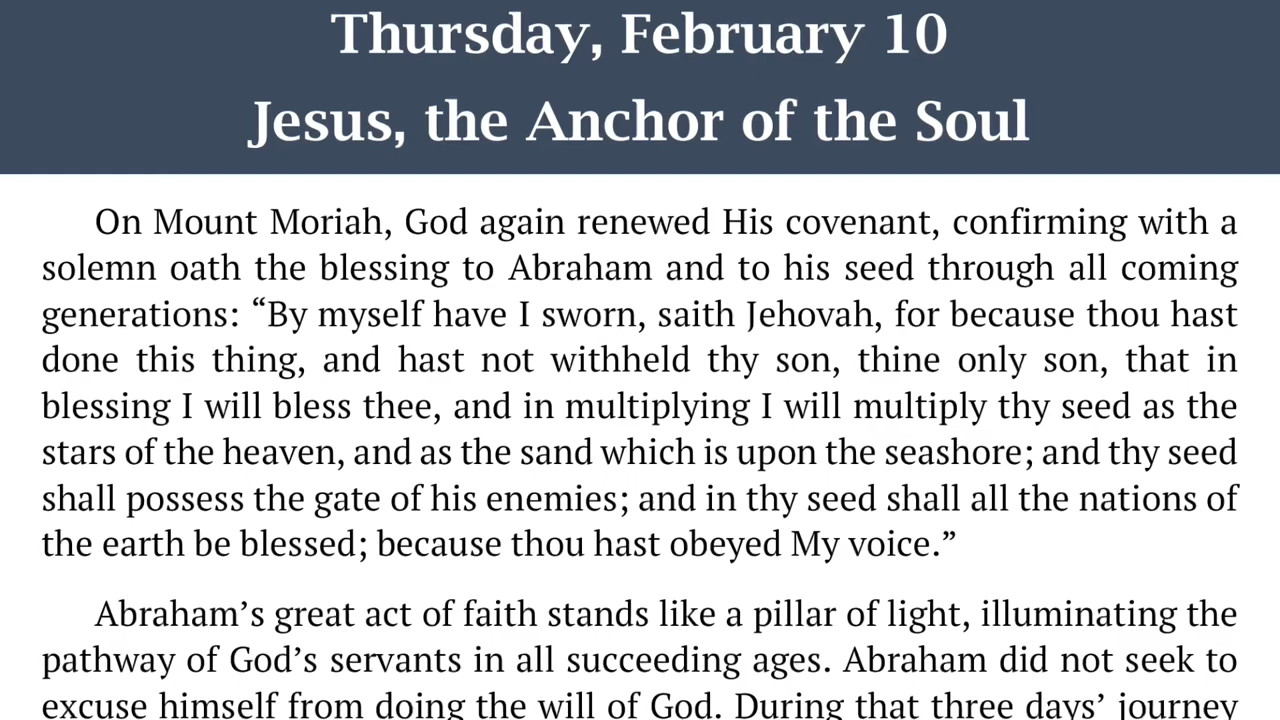 Thursday, February 10
Jesus, the Anchor of the Soul
On Mount Moriah, God again renewed His covenant, confirming with a
solemn oath the blessing to Abraham and to his seed through all coming
generations: “By myself have I sworn, saith Jehovah, for because thou hast
done this thing, and hast not withheld thy son, thine only son, that in
blessing I will bless thee, and in multiplying I will multiply thy seed as the
stars of the heaven, and as the sand which is upon the seashore; and thy seed
shall possess the gate of his enemies; and in thy seed shall all the nations of
the earth be blessed; because thou hast obeyed My voice.”
Abraham’s great act of faith stands like a pillar of light, illuminating the
pathway of God’s servants in all succeeding ages. Abraham did not seek to
excuse himself from doing the will of God. During that three days’ journey